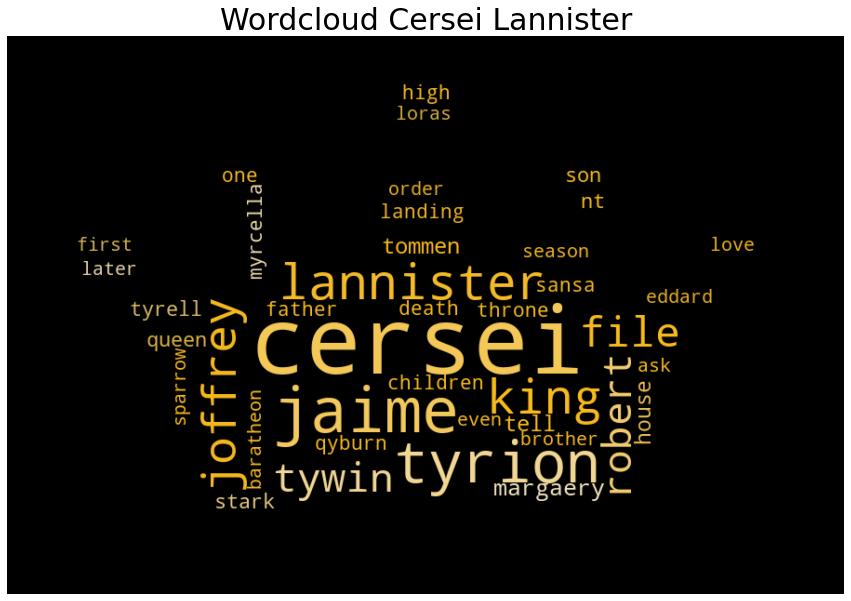 Wordcloud Cersei Lannister
high
loras
one
son
order
nt
landing
myrcella
first
tommen
season
love
later
lannister
sansa
eddard
tyrell
father
death
throne
joffrey
cersei
file
queen
sparrow
children
ask
jaime
king
robert
house
baratheon
even
tell
qyburn
brother
tyrion
tywin
margaery
stark